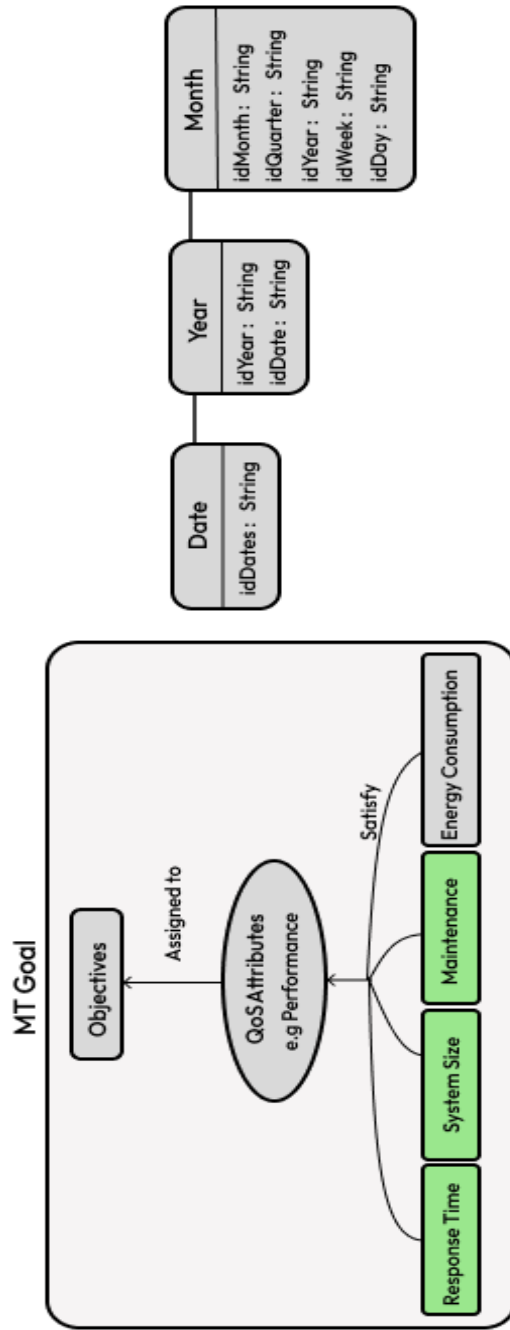 MT Goal
Objectives
Assigned to
QoS Attributes
e.g Performance
Satisfy
Response Time
System Size
Maintenance
Energy Consumption
Date
idDates : String
Year
idYear : String
idDate : String
Month
idMonth : String
idQuarter : String
idYear : String
idWeek : String
idDay : String